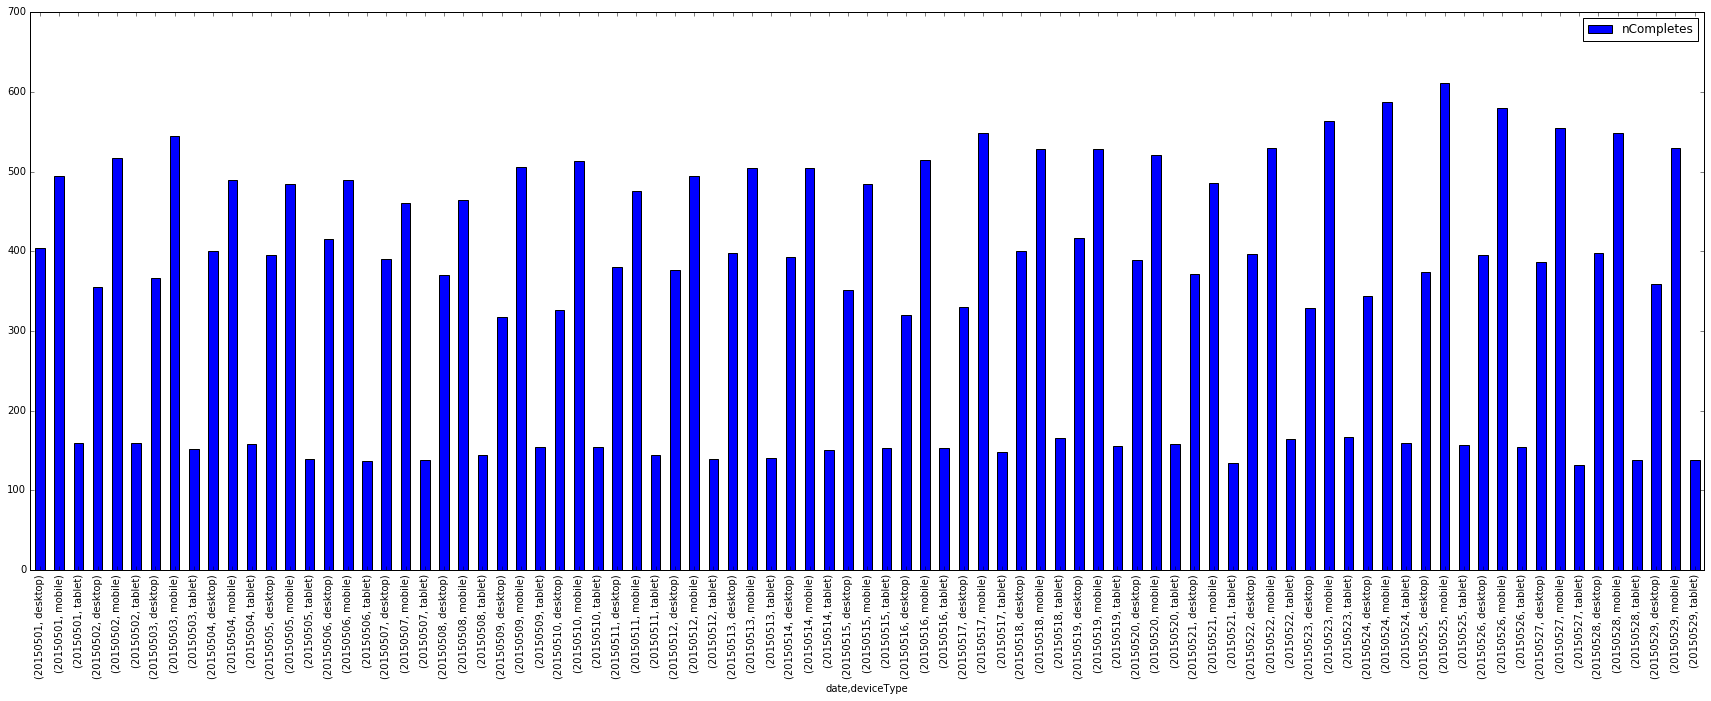 700
600
500
400
300
200
100
0
nCompletes
(20150501, desktop)
(20150501, mobile)
(20150501, tablet)
(20150502, desktop)
(20150502, mobile)
(20150502, tablet)
(20150503, desktop)
(20150503, mobile)
(20150503, tablet)
(20150504, desktop)
(20150504, mobile)
(20150504, tablet)
(20150505, desktop)
(20150505, mobile)
(20150505, tablet)
(20150506, desktop)
(20150506, mobile)
(20150506, tablet)
(20150507, desktop)
(20150507, mobile)
(20150507, tablet)
(20150508, desktop)
(20150508, mobile)
(20150508, tablet)
(20150509, desktop)
(20150509, mobile)
(20150509, tablet)
(20150510, desktop)
(20150510, mobile)
(20150510, tablet)
(20150511, desktop)
(20150511, mobile)
(20150511, tablet)
(20150512, desktop)
(20150512, mobile)
(20150512, tablet)
(20150513, desktop)
(20150513, mobile)
(20150513, tablet)
(20150514, desktop)
(20150514, mobile)
(20150514, tablet)
(20150515, desktop)
(20150515, mobile)
(20150515, tablet)
(20150516, desktop)
(20150516, mobile)
(20150516, tablet)
(20150517, desktop)
(20150517, mobile)
(20150517, tablet)
(20150518, desktop)
(20150518, mobile)
(20150518, tablet)
(20150519, desktop)
(20150519, mobile)
(20150519, tablet)
(20150520, desktop)
(20150520, mobile)
(20150520, tablet)
(20150521, desktop)
(20150521, mobile)
(20150521, tablet)
(20150522, desktop)
(20150522, mobile)
(20150522, tablet)
(20150523, desktop)
(20150523, mobile)
(20150523, tablet)
(20150524, desktop)
(20150524, mobile)
(20150524, tablet)
(20150525, desktop)
(20150525, mobile)
(20150525, tablet)
(20150526, desktop)
(20150526, mobile)
(20150526, tablet)
(20150527, desktop)
(20150527, mobile)
(20150527, tablet)
(20150528, desktop)
(20150528, mobile)
(20150528, tablet)
(20150529, desktop)
(20150529, mobile)
(20150529, tablet)
date,deviceType